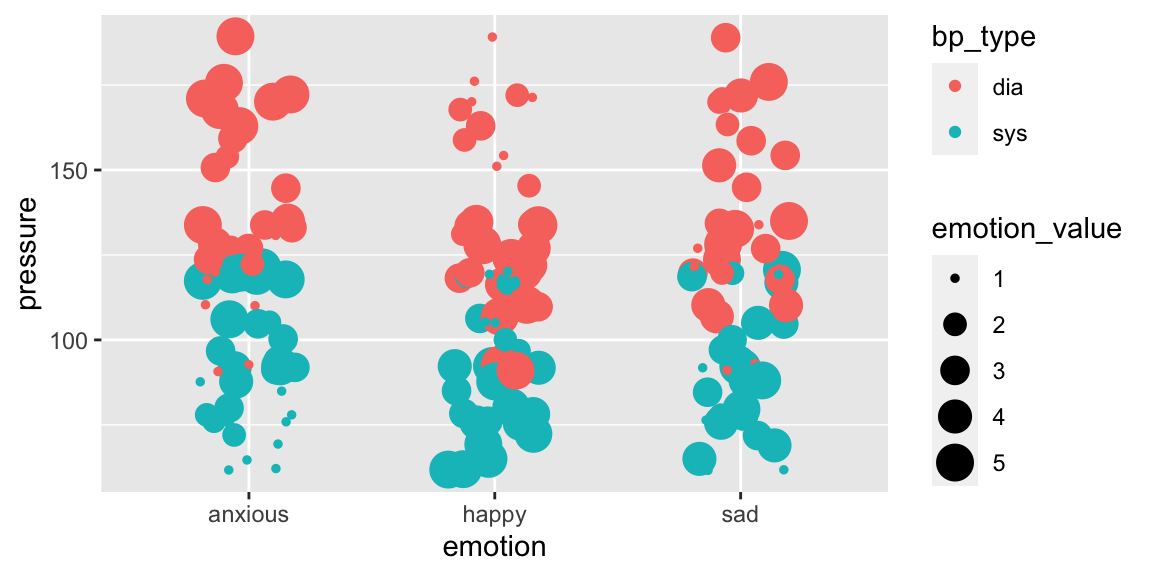 pressure
150
100
anxious
happy
sad
emotion
bp_type
dia
sys
emotion_value
1
2
3
4
5